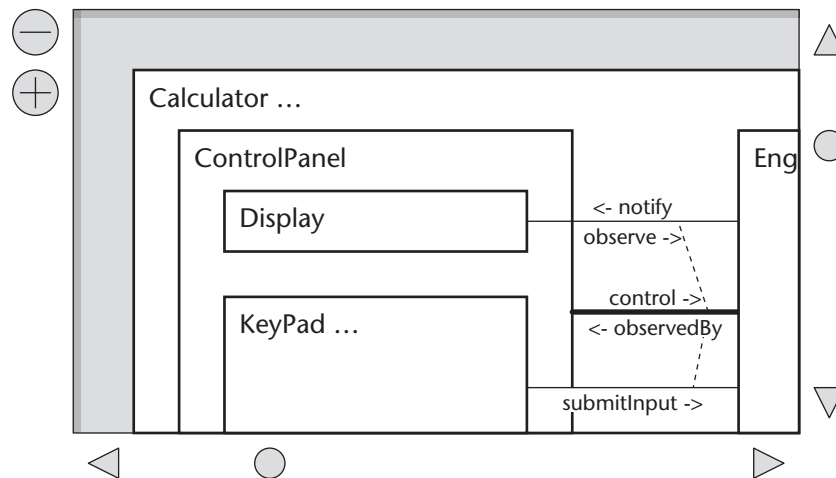 Calculator …
ControlPanel
Eng
Display
<- notify
observe ->
control ->
KeyPad …
<- observedBy
submitInput ->